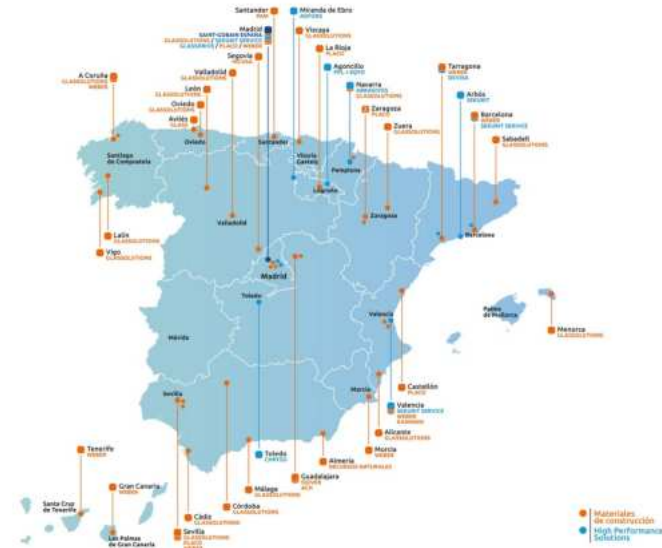 Santander
PAM
Miranda de Ebro
ADFORS
Madrid
SAINT-GOBAIN ESPAÑA
GLASSOLUTIONS / SEKURIT SERVICE
GLASSDRIVE / PLACO / WEBER
Vizcaya
GLASSOLUTIONS
La Rioja
PLACO
Segovia
ISOVER
Agoncillo
Tarragona
WEBER
Valladolid
GLASSOLUTIONS
A Coruña
GLASSOLUTIONS
WEBER
Navarra
ABRASIVOS
GLASSOLUTIONS
León
GLASSOLUTIONS
Arbós
SEKURIT
Oviedo
GLASSOLUTIONS
Zaragoza
PLACO
Barcelona
WEBER
SEKURIT SERVICE
Avilés
GLASS
Zuera
GLASSOLUTIONS
Sabadell
GLASSOLUTIONS
Oviedo
Santander
Santiago
de Compostela
Vitoria
Gasteiz
Pamplona
Logroño
Valladolid
Zaragoza
Barcelona
Lalín
GLASSOLUTIONS
Vigo
GLASSOLUTIONS
Madrid
Toledo
Palma
de Mallorca
Valencia
Menorca
GLASSOLUTIONS
Mérida
Murcia
Castellón
PLACO
Sevilla
Valencia
SEKURIT SERVICE
WEBER
Alicante
GLASSOLUTIONS
Tenerife
WEBER
Toledo
Murcia
WEBER
Almería
RECURSOS NATURALES
Guadalajara
ISOVER
Gran Canaria
WEBER
Málaga
GLASSOLUTIONS
Santa Cruz
de Tenerife
Córdoba
GLASSOLUTIONS
Cádiz
GLASSOLUTIONS
Las Palmas
de Gran Canaria
Sevilla
GLASSOLUTIONS
PLACO
Materiales
de construcción
High Performance
Solutions